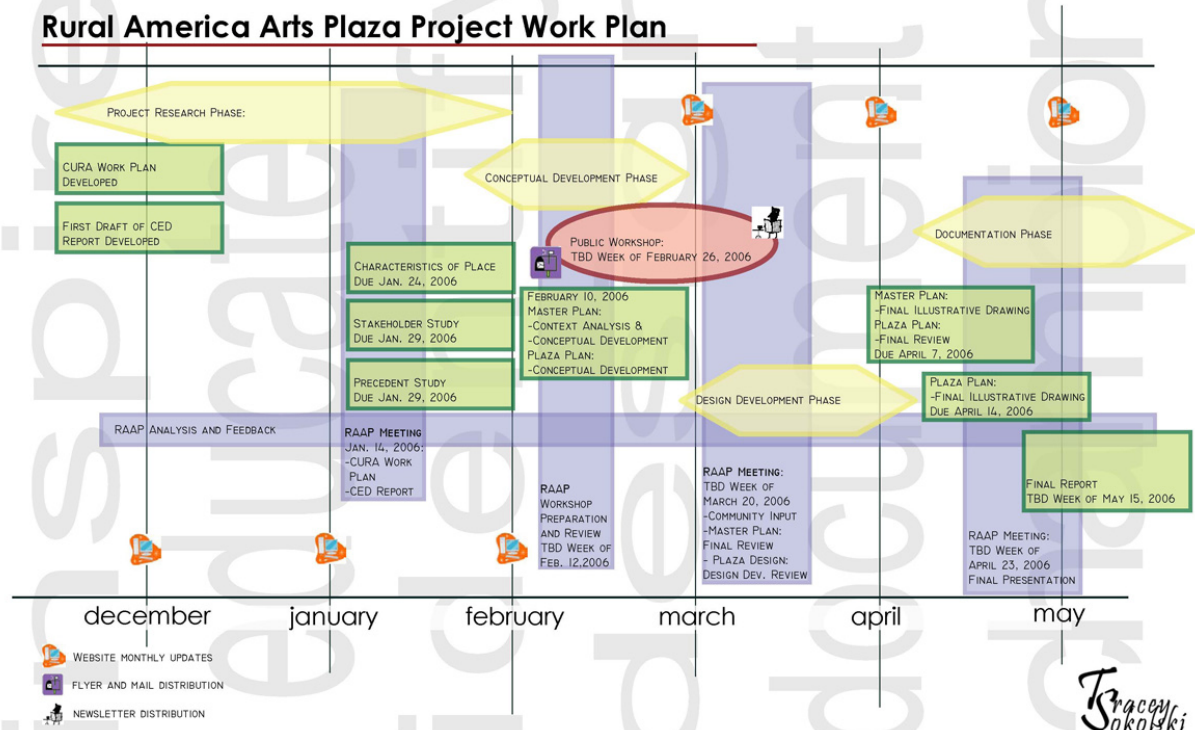 Rural America Arts Plaza Project Work Plan
PROJECT RESEARCH PHASE:
CURA WORK PLAN
DEVELOPED
FIRST DRAFT OF CED
REPORT DEVELOPED
CONCEPTUAL DEVELOPMENT PHASE
PUBLIC WORKSHOP:
TBD WEEK OF FEBRUARY 26, 2006
DOCUMENTATION PHASE
CHARACTERISTICS OF PLACE
DUE JAN. 24, 2006
STAKEHOLDER STUDY
DUE JAN. 29, 2006
PRECEDENT STUDY
DUE JAN. 29, 2006
FEBRUARY 10, 2006
MASTER PLAN:
-CONTEXT ANALYSIS &
-CONCEPTUAL DEVELOPMENT
PLAZA PLAN:
-CONCEPTUAL DEVELOPMENT
MASTER PLAN:
-FINAL ILLUSTRATIVE DRAWING
PLAZA PLAN:
-FINAL REVIEW
DUE APRIL 7, 2006
PLAZA PLAN:
-FINAL ILLUSTRATIVE DRAWING
DUE APRIL 14, 2006
DESIGN DEVELOPMENT PHASE
RAAP ANALYSIS AND FEEDBACK
RAAP MEETING
JAN. 14, 2006:
-CURA WORK
PLAN
-CED REPORT
RAAP
WORKSHOP
PREPARATION
AND REVIEW
TBD WEEK OF
FEB. 12,2006
RAAP MEETING:
TBD WEEK OF
MARCH 20, 2006
-COMMUNITY INPUT
-MASTER PLAN:
FINAL REVIEW
- PLAZA DESIGN:
DESIGN DEV. REVIEW
FINAL REPORT
TBD WEEK OF MAY 15, 2006
RAAP MEETING:
TBD WEEK OF
APRIL 23, 2006
FINAL PRESENTATION
december
january
february
march
april
may
WEBSITE MONTHLY UPDATES
FLYER AND MAIL DISTRIBUTION
NEWSLETTER DISTRIBUTION
Tracey
Sokolski
inspire
educate
identify
design
document
champion